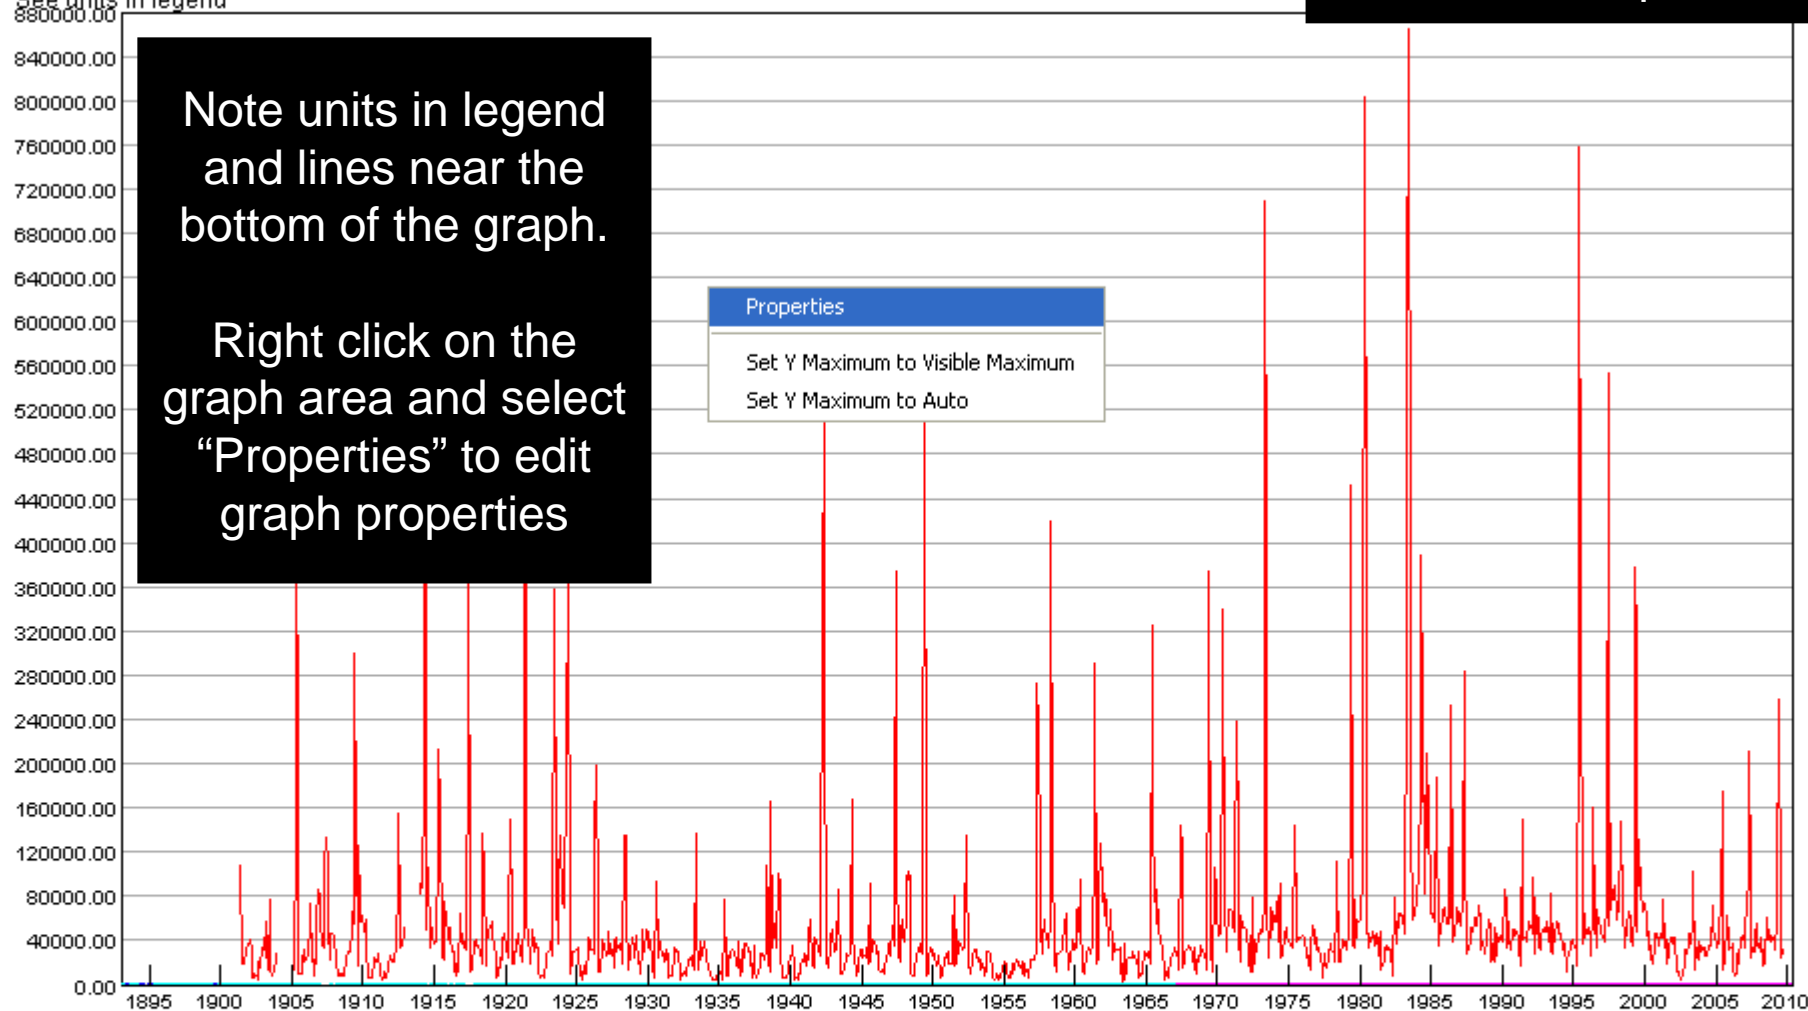 See units in legend
880000.00
840000.00
800000.00
760000.00
720000.00
680000.00
640000.00
600000.00
560000.00
520000.00
480000.00
440000.00
400000.00
360000.00
320000.00
280000.00
240000.00
200000.00
160000.00
120000.00
80000.00
40000.00
0.00
Note units in legend
and lines near the
bottom of the graph.
Right click on the
graph area and select
“Properties” to edit
graph properties
Properties
Set Y Maximum to Visible Maximum
Set Y Maximum to Auto
1895 1900 1905 1910 1915 1920 1925 1930 1935 1940 1945 1950 1955 1960 1965 1970 1975 1980 1985 1990 1995 2000 2005 2010